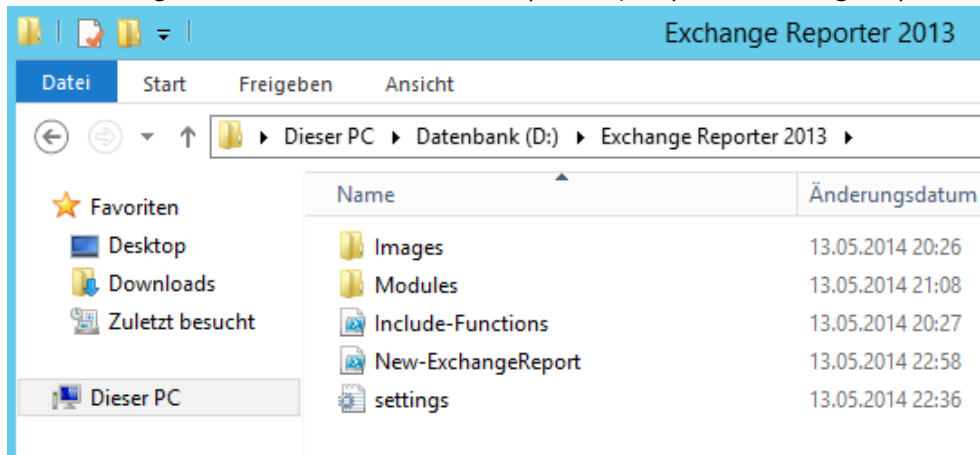 Exchange Reporter 2013
Datei Start Freigeben Ansicht
Dieser PC Datenbank (D:) Exchange Reporter 2013
Name Änderungsdatum
Favoriten
Desktop
Downloads
Zuletzt besucht
Dieser PC
Images 13.05.2014 20:26
Modules 13.05.2014 21:08
Include-Functions 13.05.2014 20:27
New-ExchangeReport 13.05.2014 22:58
settings 13.05.2014 22:36